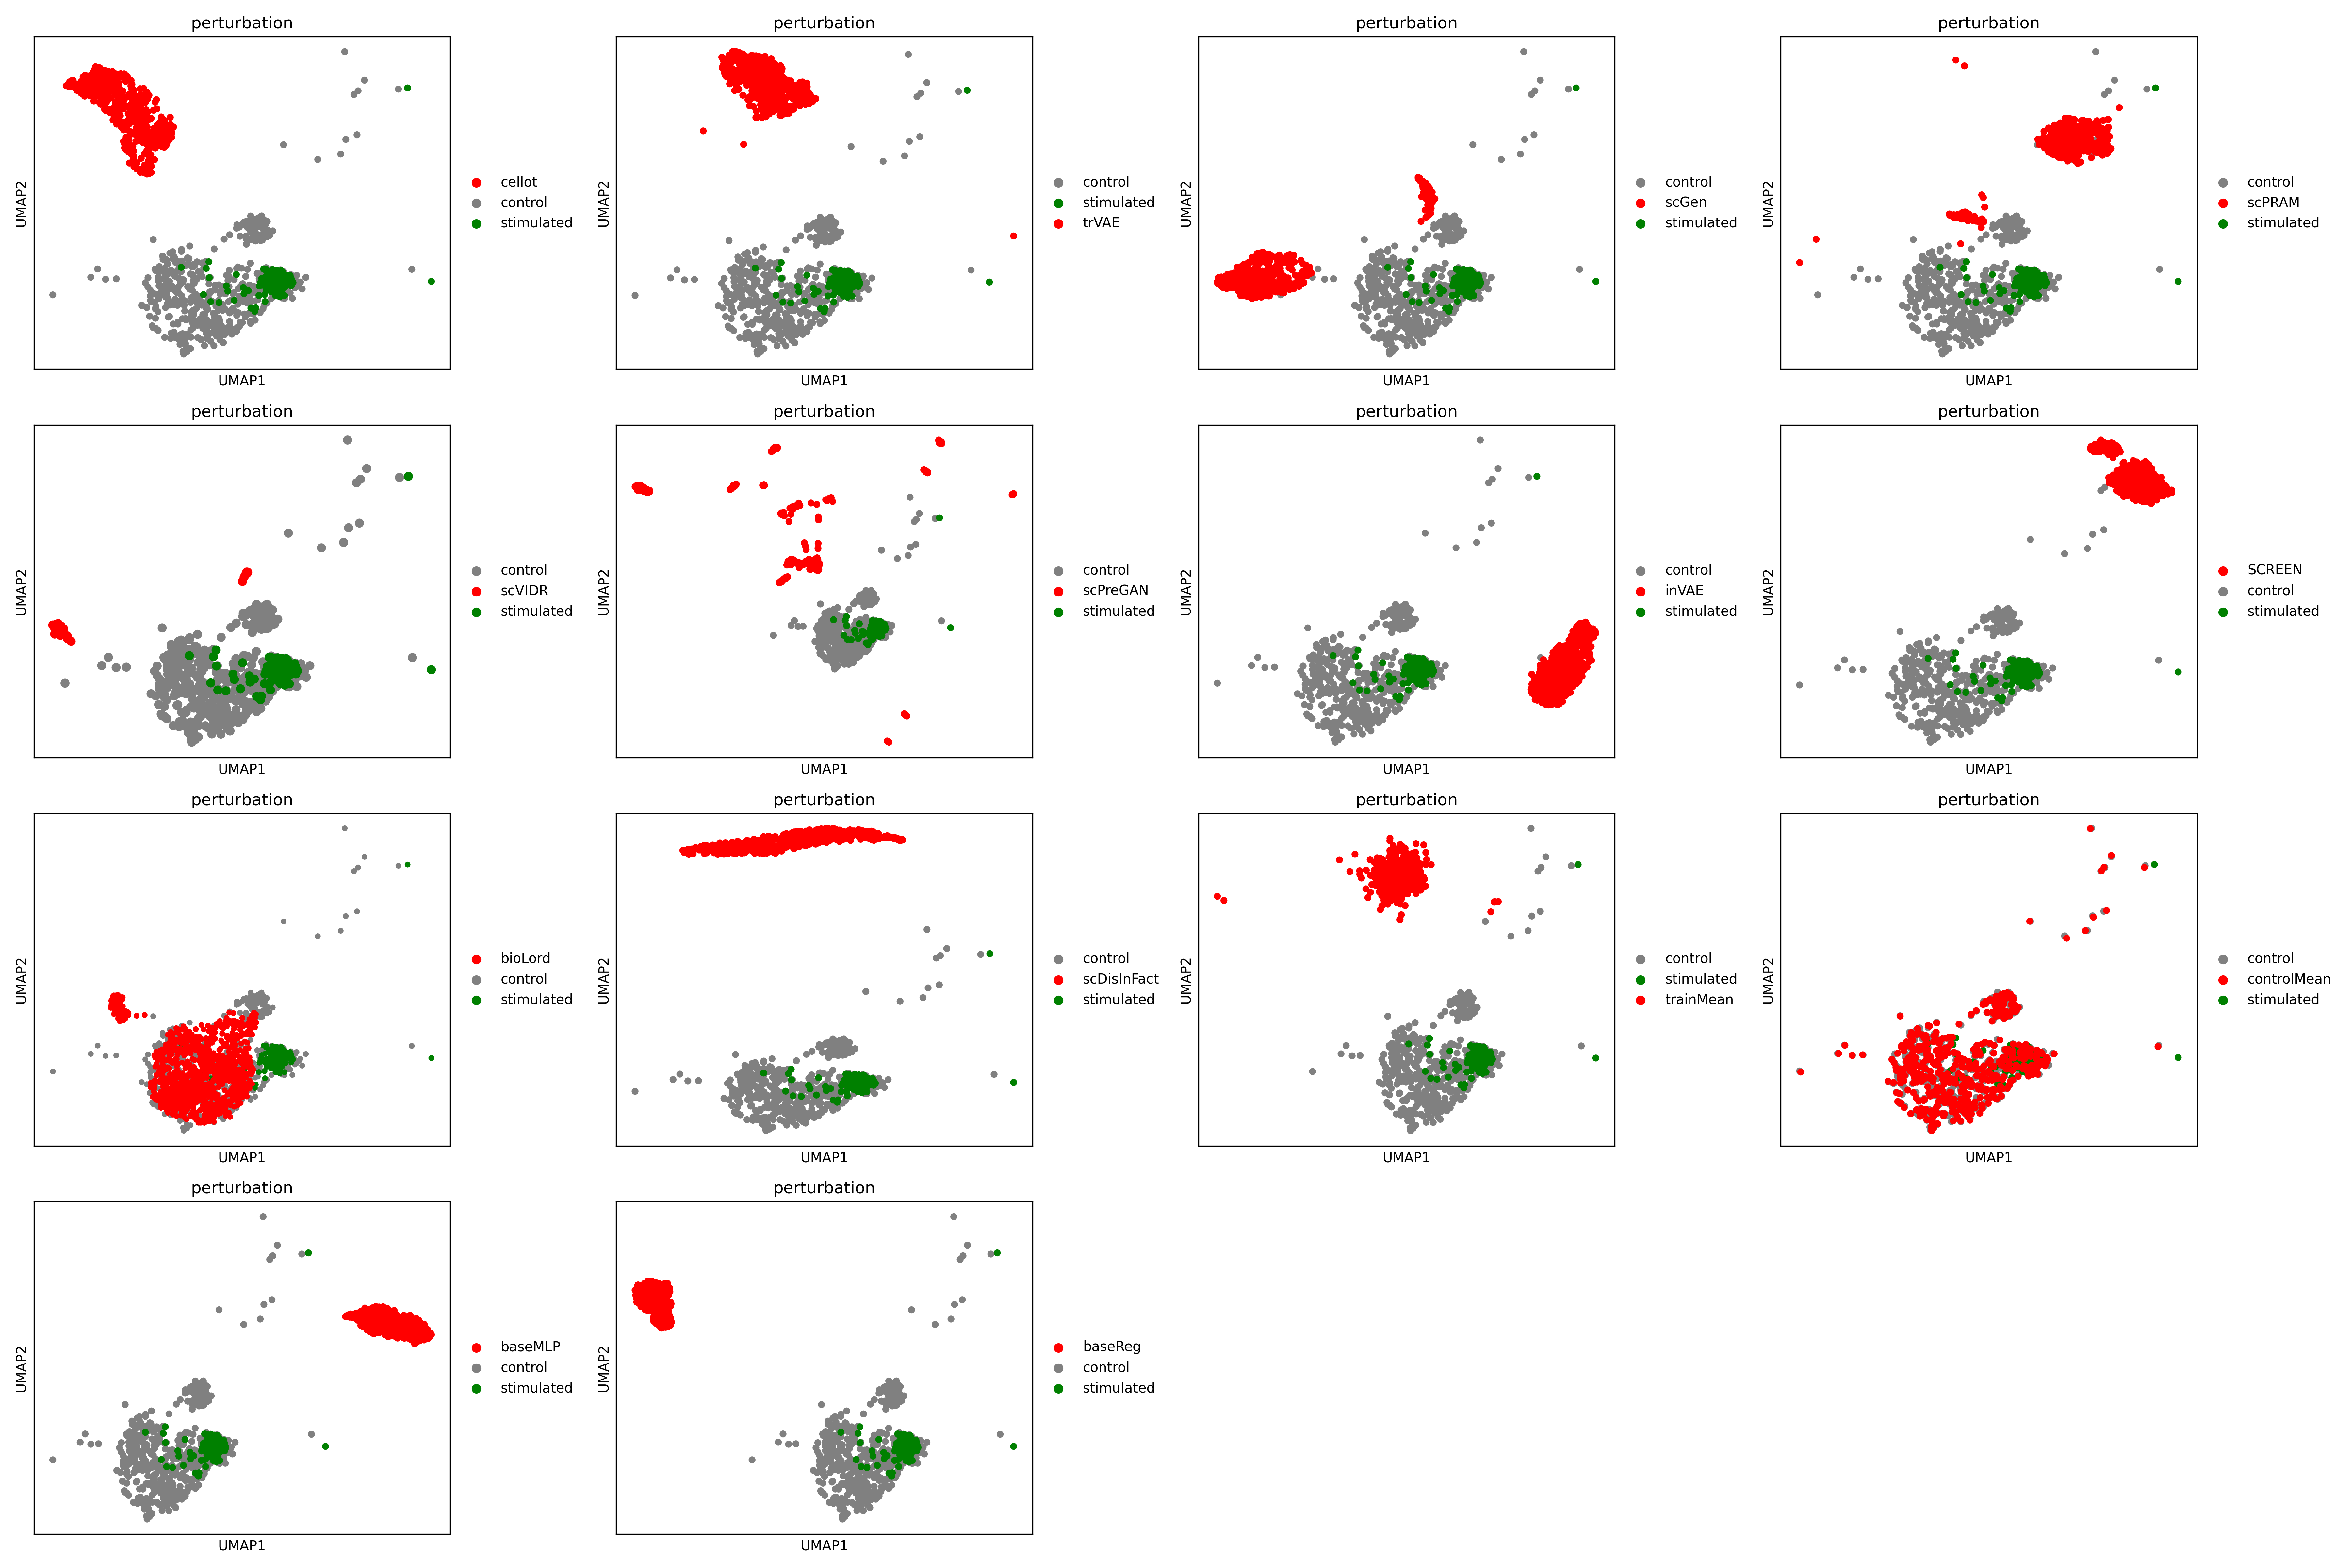 perturbation
UMAP2
UMAP1
cellot
control
stimulated
perturbation
UMAP2
UMAP1
control
stimulated
trVAE
perturbation
UMAP2
UMAP1
control
scGen
stimulated
perturbation
UMAP2
UMAP1
control
scPRAM
stimulated
perturbation
UMAP2
UMAP1
control
scVIDR
stimulated
perturbation
UMAP2
UMAP1
control
scPreGAN
stimulated
perturbation
UMAP2
UMAP1
control
inVAE
stimulated
perturbation
UMAP2
UMAP1
SCREEN
control
stimulated
perturbation
UMAP2
UMAP1
bioLord
control
stimulated
perturbation
UMAP2
UMAP1
control
scDisInFact
stimulated
perturbation
UMAP2
UMAP1
control
stimulated
trainMean
perturbation
UMAP2
UMAP1
control
controlMean
stimulated
perturbation
UMAP2
UMAP1
baseMLP
control
stimulated
perturbation
UMAP2
UMAP1
baseReg
control
stimulated